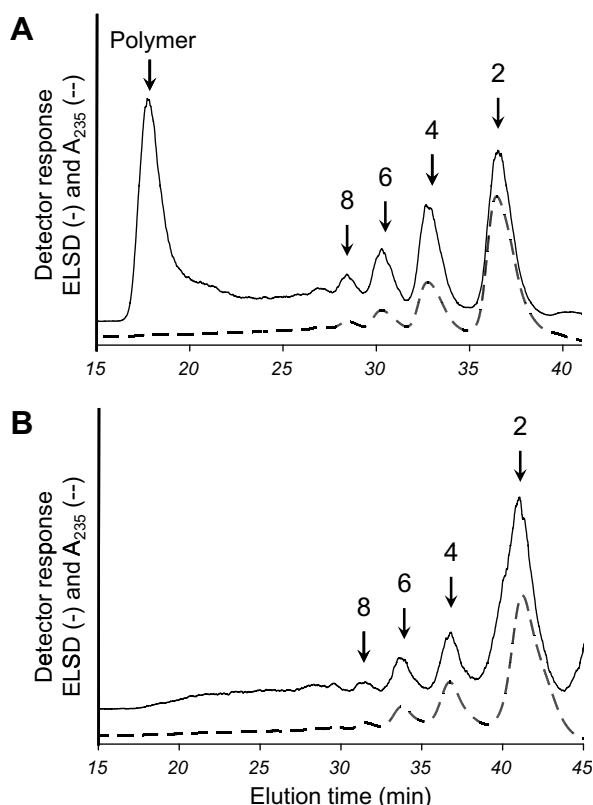 A
Polymer
2
4
6
8
Detector response
ELSD (-) and A235 (--)
15 20 25 30 35 40
B
2
4
6
8
Detector response
ELSD (-) and A235 (--)
15 20 25 30 35 40 45
Elution time (min)